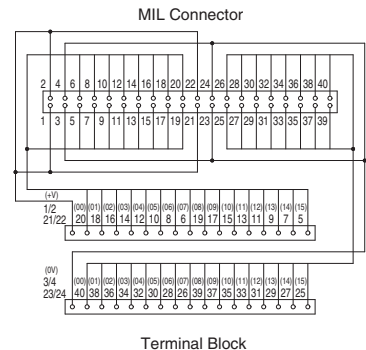 MIL Connector
2 4 6 8 10 12 14 16 18 20 22 24 26 28 30 32 34 36 38 40
1 3 5 7 9 11 13 15 17 19 21 23 25 27 29 31 33 35 37 39
(+V)
1/2 (00) (01) (02) (03) (04) (05) (06) (07) (08) (09) (10) (11) (12) (13) (14) (15)
21/22 20 18 16 14 12 10 8 6 19 17 15 13 11 9 7 5
(0V)
3/4 (00) (01) (02) (03) (04) (05) (06) (07) (08) (09) (10) (11) (12) (13) (14) (15)
23/24 40 38 36 34 32 30 28 26 39 37 35 33 31 29 27 25
Terminal Block